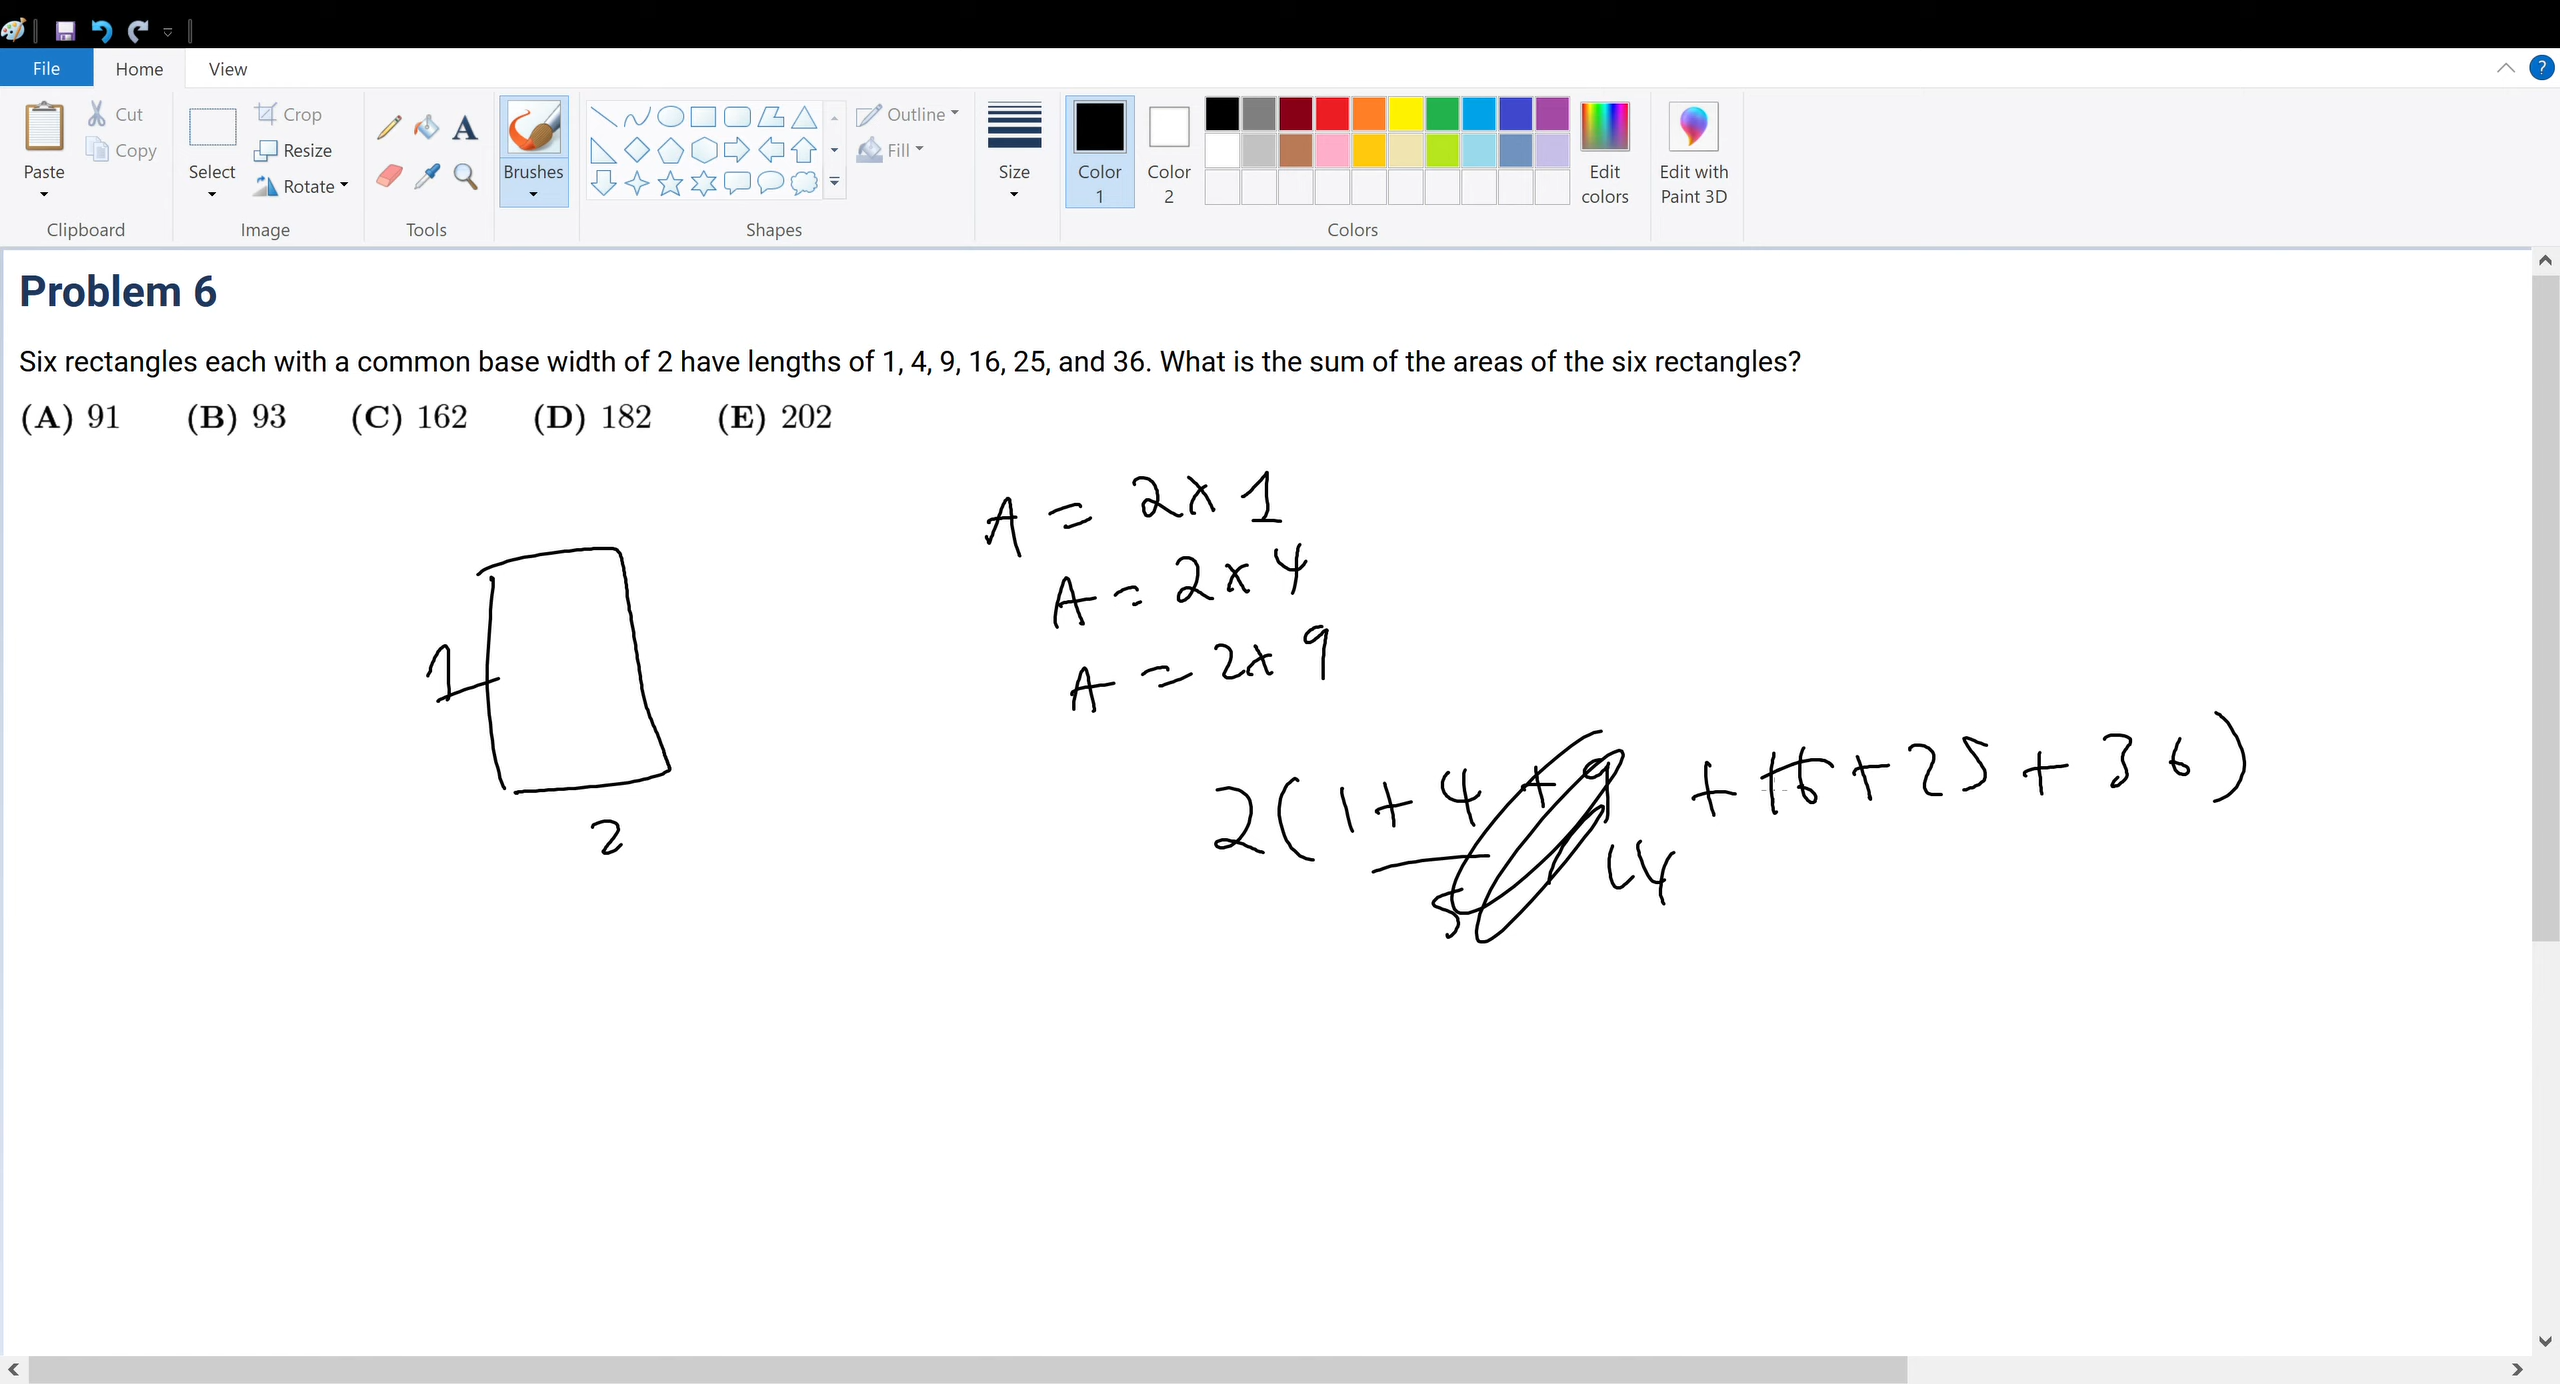 File Home View
Paste
Cut
Copy
Clipboard
Select
Crop
Resize
Rotate
Image
Tools
Brushes
Shapes
Outline
Fill
Size
Color 1
Color 2
Colors
Edit colors
Edit with Paint 3D
Problem 6
Six rectangles each with a common base width of 2 have lengths of 1, 4, 9, 16, 25, and 36. What is the sum of the areas of the six rectangles?
(A) 91 (B) 93 (C) 162 (D) 182 (E) 202
A = 2 x 1
A = 2 x 4
A = 2 x 9
1
2
2(1 + 4 + 9 + 16 + 25 + 36)
5 14